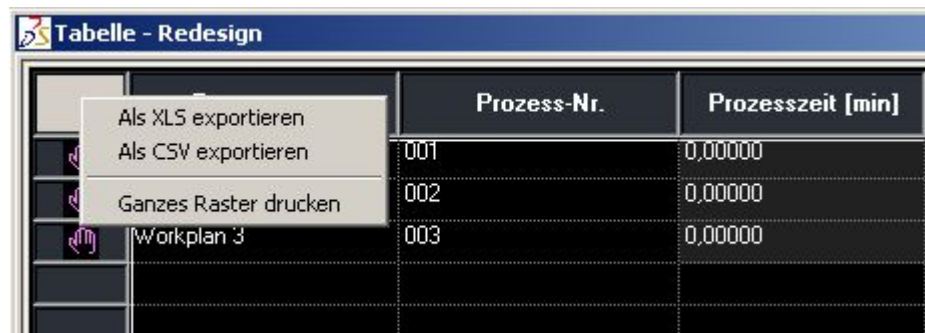 Tabelle - Redesign
Prozess-Nr. Prozesszeit [min]
Als XLS exportieren
Als CSV exportieren
Ganzes Raster drucken
001 0,00000
002 0,00000
Workplan 3 003 0,00000